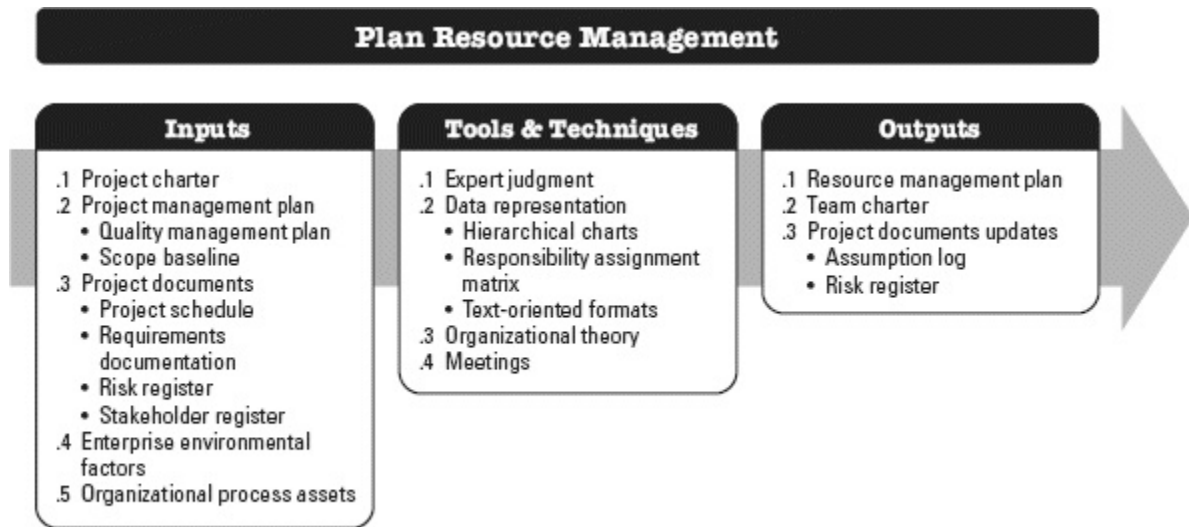 Plan Resource Management
Inputs
.1 Project charter
.2 Project management plan
• Quality management plan
• Scope baseline
.3 Project documents
• Project schedule
• Requirements
documentation
• Risk register
• Stakeholder register
.4 Enterprise environmental
factors
.5 Organizational process assets
Tools & Techniques
.1 Expert judgment
.2 Data representation
• Hierarchical charts
• Responsibility assignment
matrix
• Text-oriented formats
.3 Organizational theory
.4 Meetings
Outputs
.1 Resource management plan
.2 Team charter
.3 Project documents updates
• Assumption log
• Risk register